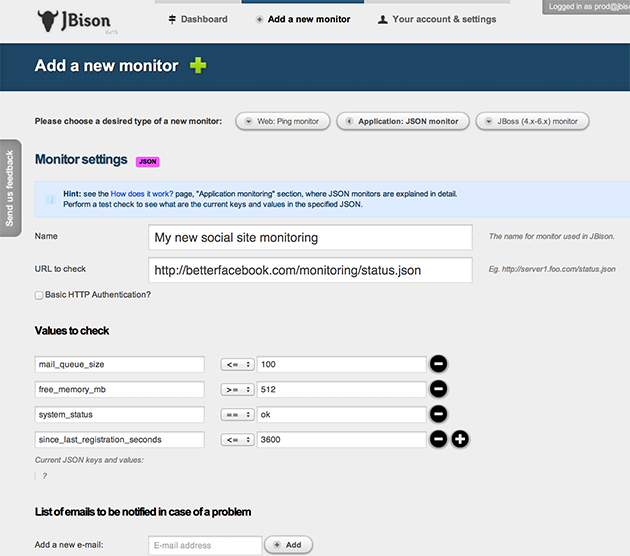 JBison
Dashboard
Add a new monitor
Your account & settings
Logged in as prod@jbiso
Add a new monitor
Please choose a desired type of a new monitor:
Web: Ping monitor
Application: JSON monitor
JBoss (4.x-6.x) monitor
Send us feedback
Monitor settings
JSON
Hint: see the How does it work? page, "Application monitoring" section, where JSON monitors are explained in detail.
Perform a test check to see what are the current keys and values in the specified JSON.
Name
My new social site monitoring
The name for monitor used in JBison.
URL to check
http://betterfacebook.com/monitoring/status.json
Eg. http://server1.foo.com/status.json
Basic HTTP Authentication?
Values to check
mail_queue_size <= 100
free_memory_mb >= 512
system_status == ok
since_last_registration_seconds <= 3600
Current JSON keys and values:
?
List of emails to be notified in case of a problem
Add a new e-mail:
E-mail address
Add